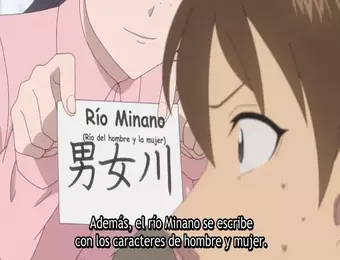 Río Minano
(Río del hombre y la mujer)
男女川
Además, el río Minano se escribe
con los caracteres de hombre y mujer.